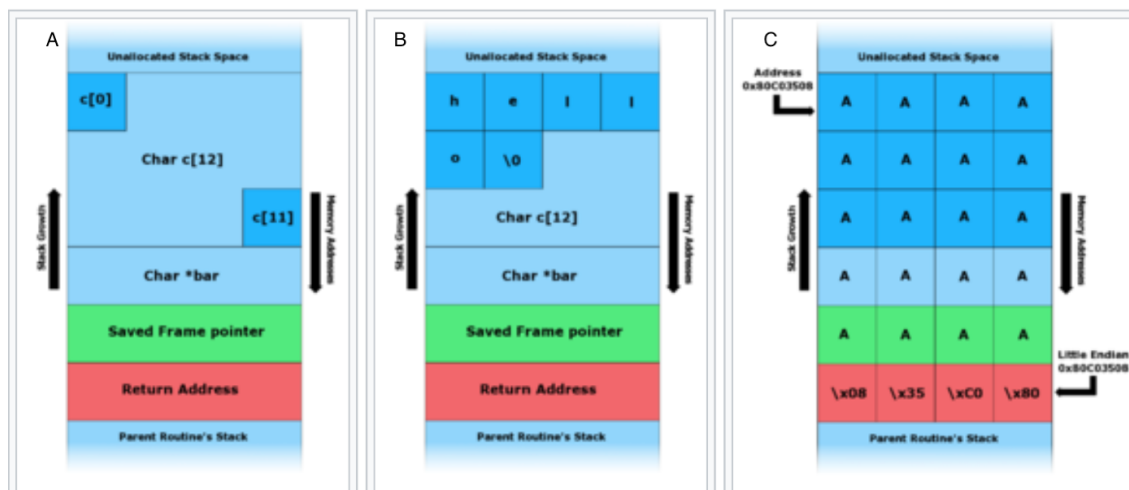 A
Unallocated Stack Space
c[0]
Char c[12]
c[11]
Stack Growth
Memory Addresses
Char *bar
Saved Frame pointer
Return Address
Parent Routine's Stack
B
Unallocated Stack Space
h e l l
o \0
Char c[12]
Stack Growth
Memory Addresses
Char *bar
Saved Frame pointer
Return Address
Parent Routine's Stack
C
Unallocated Stack Space
Address
0x80C03508
A A A A
A A A A
A A A A
Stack Growth
Memory Addresses
A A A A
A A A A
Little Endian
0x80C03508
\x08 \x35 \xC0 \x80
Parent Routine's Stack